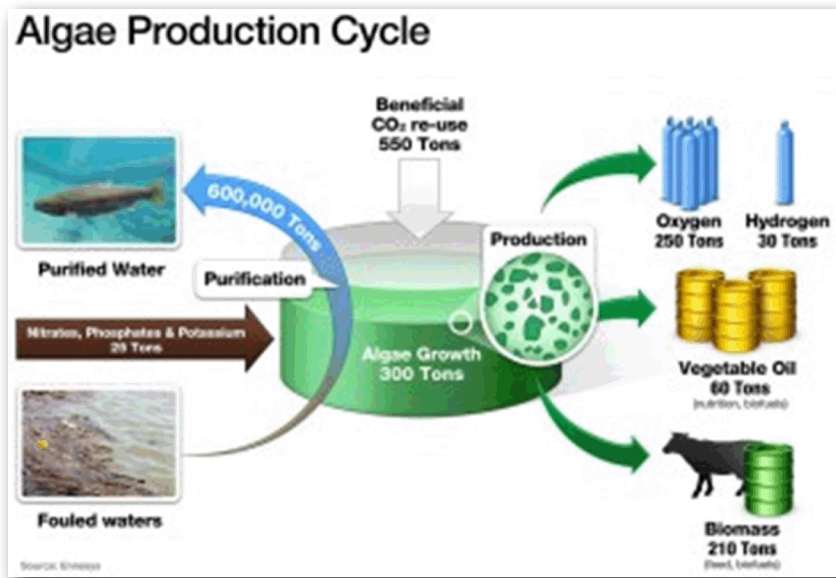 Algae Production Cycle
Beneficial
CO₂ re-use
550 Tons
600,000 Tons
Purified Water
Purification
Nitrates, Phosphates & Potassium
Tons
Fouled waters
Algae Growth
300 Tons
Production
Oxygen
250 Tons
Hydrogen
30 Tons
Vegetable Oil
60 Tons
(nutrition, biofuels)
Biomass
210 Tons
(feed, biofuels)
Source: